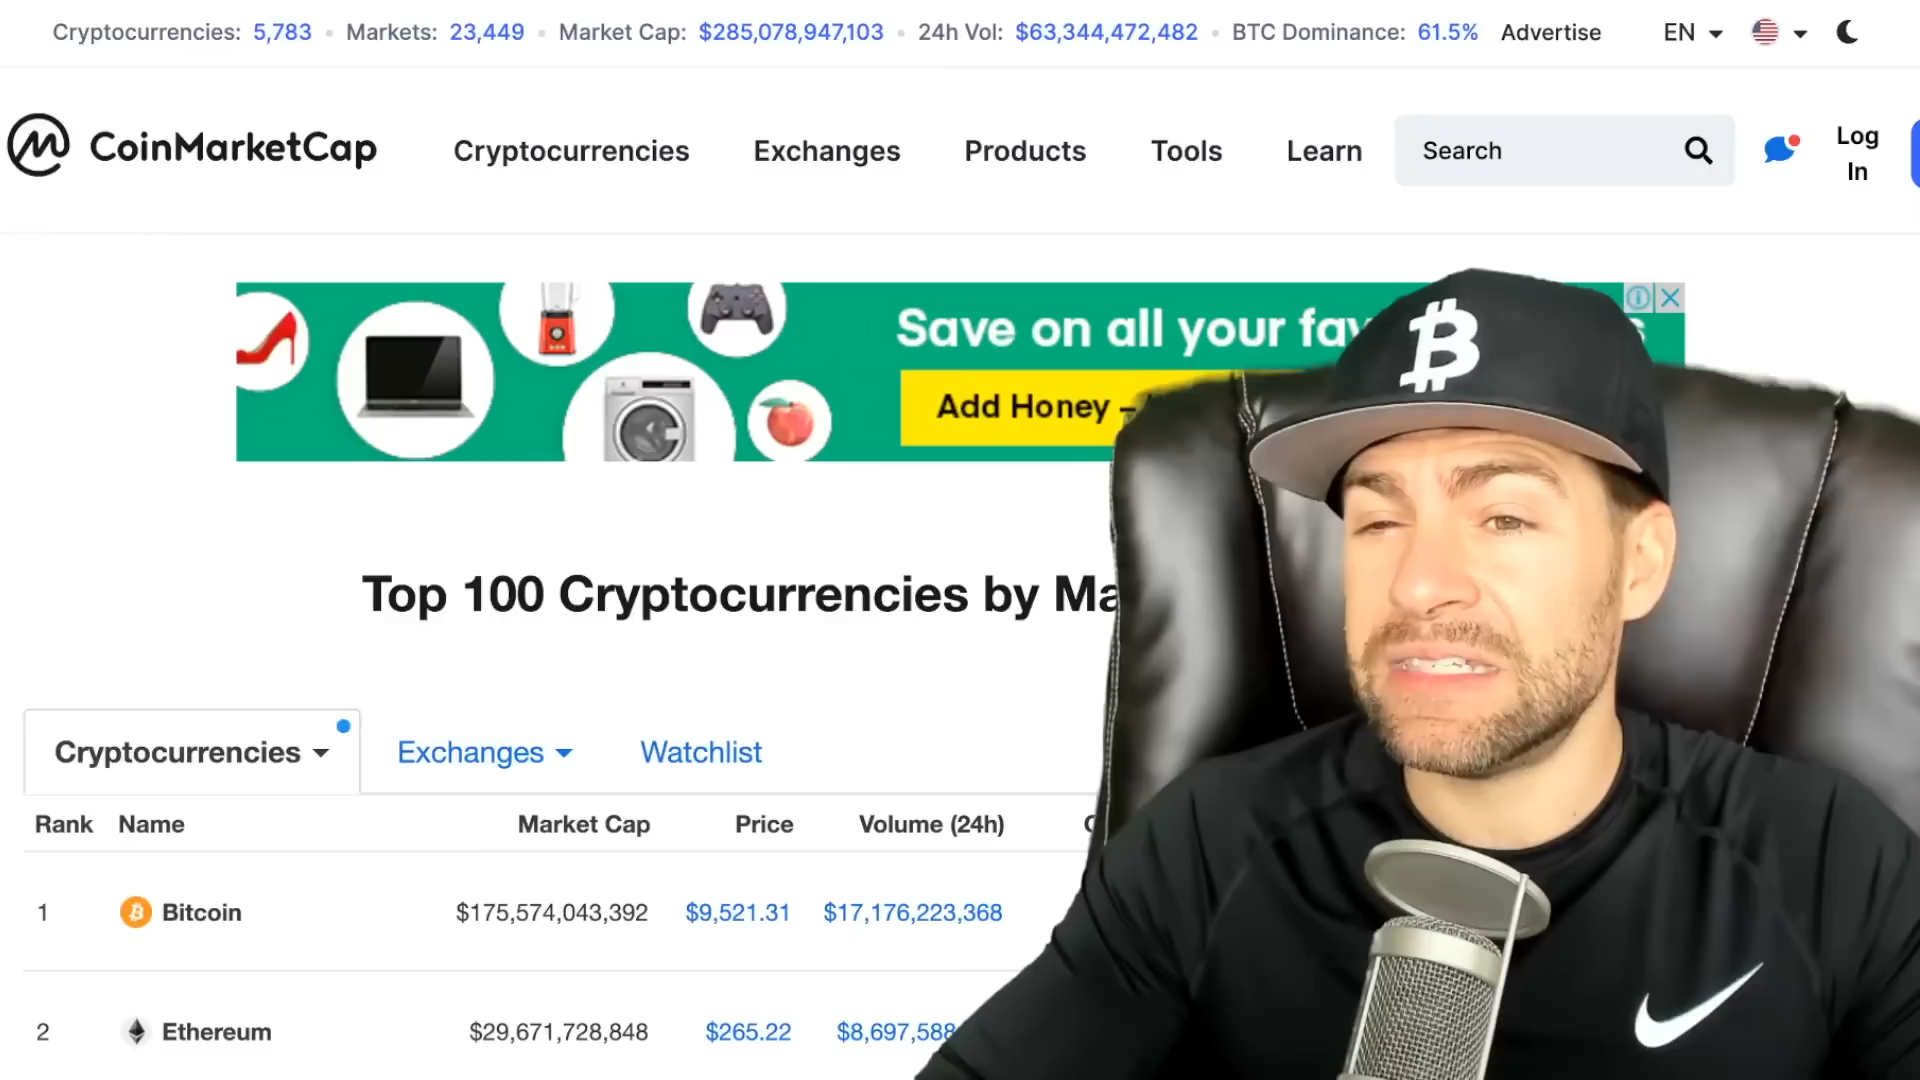 Cryptocurrencies: 5,783 • Markets: 23,449 • Market Cap: $285,078,947,103 • 24h Vol: $63,344,472,482 • BTC Dominance: 61.5% Advertise EN
CoinMarketCap Cryptocurrencies Exchanges Products Tools Learn Search Log In
Save on all your fav
Add Honey –
Top 100 Cryptocurrencies by Ma
Cryptocurrencies Exchanges Watchlist
Rank Name Market Cap Price Volume (24h)
1 Bitcoin $175,574,043,392 $9,521.31 $17,176,223,368
2 Ethereum $29,671,728,848 $265.22 $8,697,588